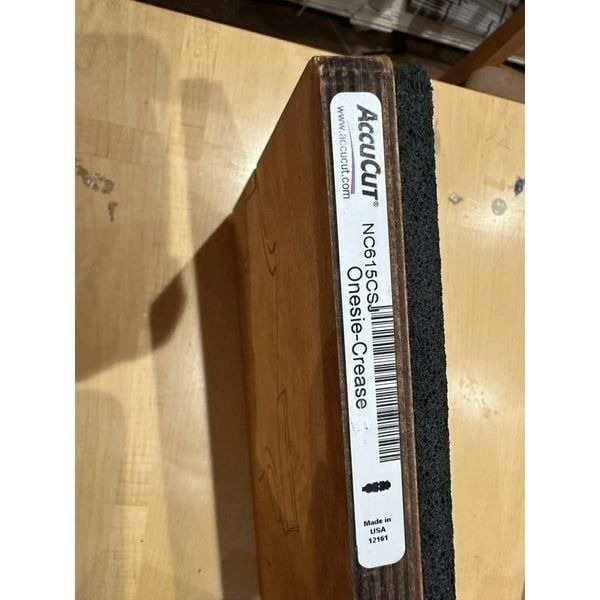 AccuCut®
www.accucut.com
NC615CSJ
Onesie-Crease
Made in
USA
12161